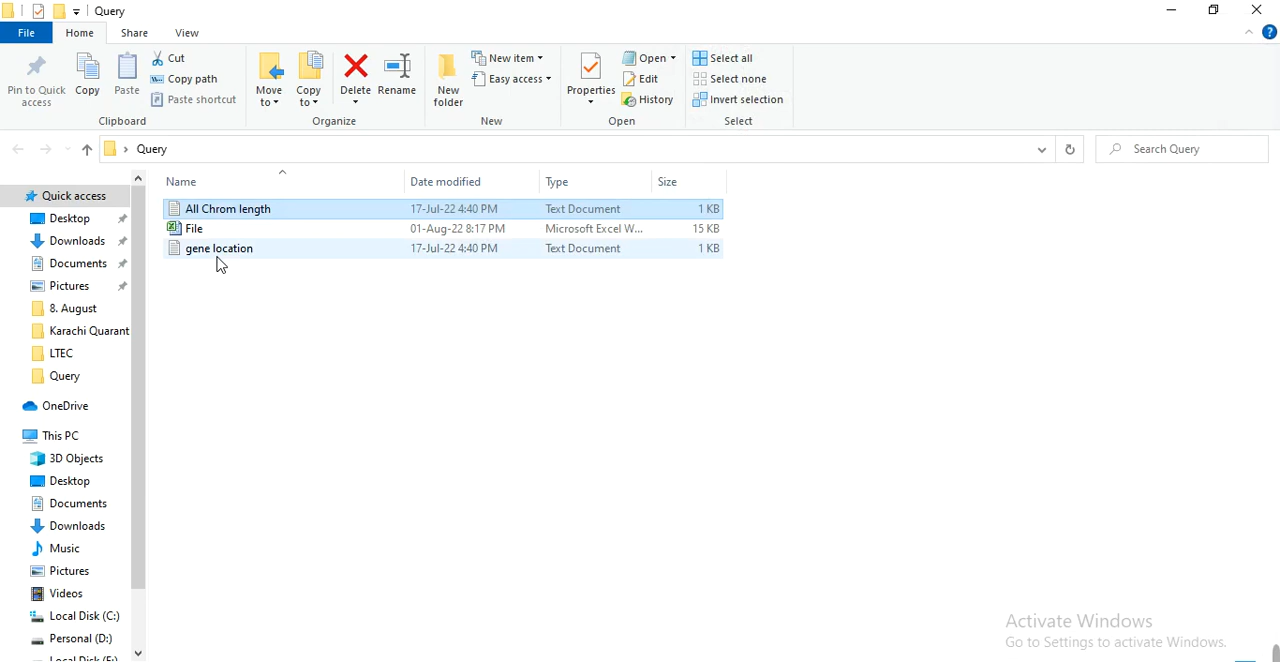 Query
File Home Share View
Pin to Quick access
Copy
Paste
Cut
Copy path
Paste shortcut
Clipboard
Move to
Copy to
Delete
Rename
Organize
New folder
New item
Easy access
New
Properties
Open
Edit
History
Open
Select all
Select none
Invert selection
Select
Query
Search Query
Name Date modified Type Size
All Chrom length 17-Jul-22 4:40 PM Text Document 1 KB
File 01-Aug-22 8:17 PM Microsoft Excel W... 15 KB
gene location 17-Jul-22 4:40 PM Text Document 1 KB
Quick access
Desktop
Downloads
Documents
Pictures
8. August
Karachi Quarant
LTEC
Query
OneDrive
This PC
3D Objects
Desktop
Documents
Downloads
Music
Pictures
Videos
Local Disk (C:)
Personal (D:)
Local Disk
Activate Windows
Go to Settings to activate Windows.